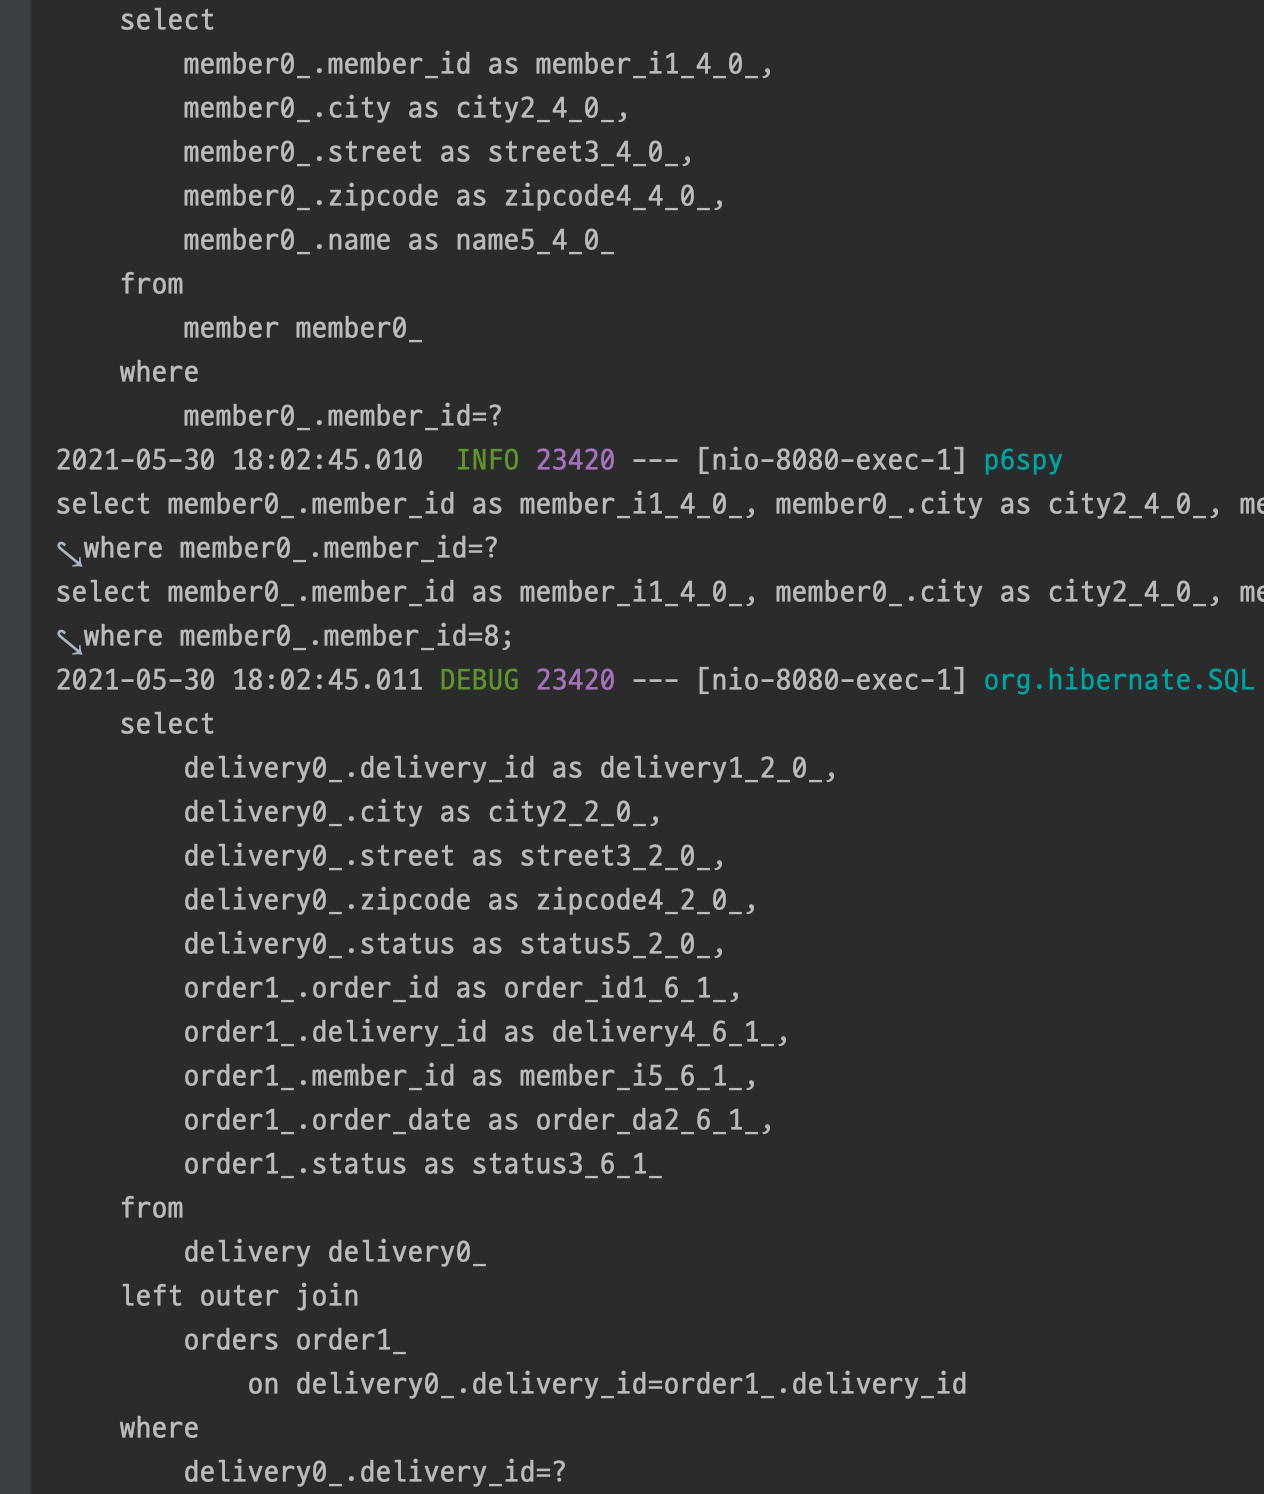 select
member0_.member_id as member_i1_4_0_,
member0_.city as city2_4_0_,
member0_.street as street3_4_0_,
member0_.zipcode as zipcode4_4_0_,
member0_.name as name5_4_0_
from
member member0_
where
member0_.member_id=?
2021-05-30 18:02:45.010  INFO 23420 --- [nio-8080-exec-1] p6spy
select member0_.member_id as member_i1_4_0_, member0_.city as city2_4_0_, me
where member0_.member_id=?
select member0_.member_id as member_i1_4_0_, member0_.city as city2_4_0_, me
where member0_.member_id=8;
2021-05-30 18:02:45.011 DEBUG 23420 --- [nio-8080-exec-1] org.hibernate.SQL
select
delivery0_.delivery_id as delivery1_2_0_,
delivery0_.city as city2_2_0_,
delivery0_.street as street3_2_0_,
delivery0_.zipcode as zipcode4_2_0_,
delivery0_.status as status5_2_0_,
order1_.order_id as order_id1_6_1_,
order1_.delivery_id as delivery4_6_1_,
order1_.member_id as member_i5_6_1_,
order1_.order_date as order_da2_6_1_,
order1_.status as status3_6_1_
from
delivery delivery0_
left outer join
orders order1_
on delivery0_.delivery_id=order1_.delivery_id
where
delivery0_.delivery_id=?